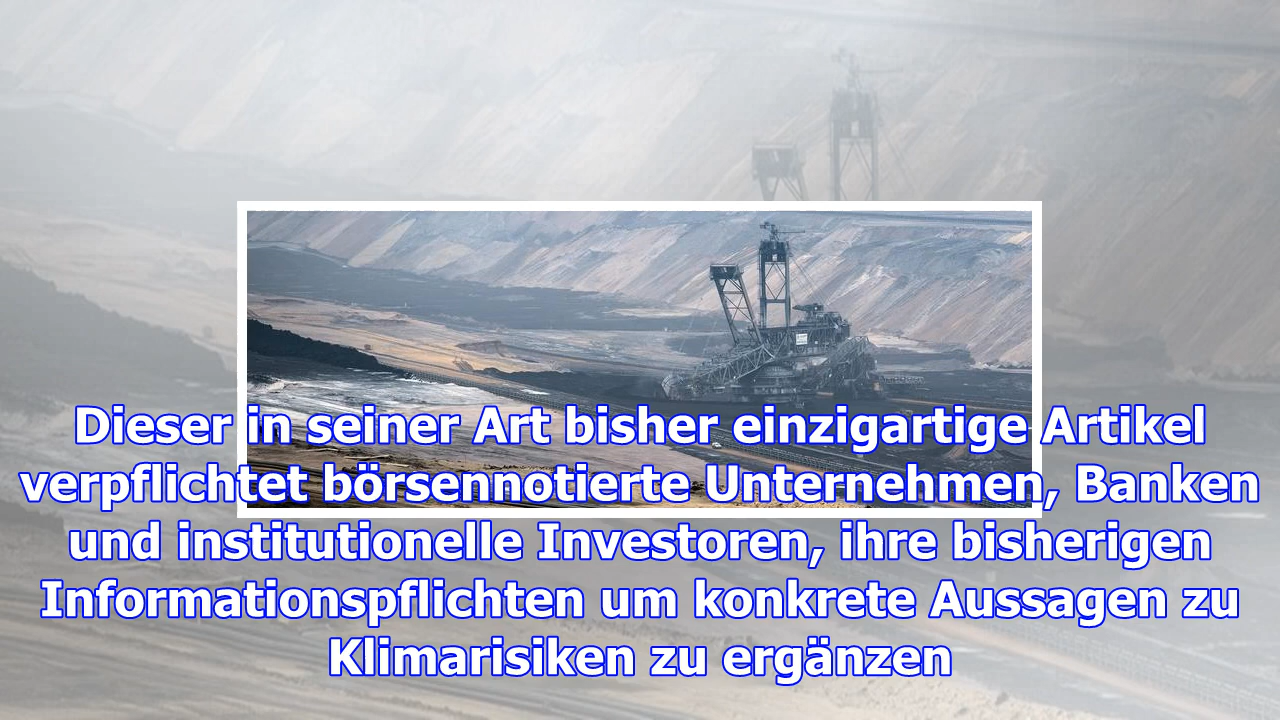 Dieser in seiner Art bisher einzigartige Artikel
verpflichtet börsennotierte Unternehmen, Banken
und institutionelle Investoren, ihre bisherigen
Informationspflichten um konkrete Aussagen zu
Klimarisiken zu ergänzen